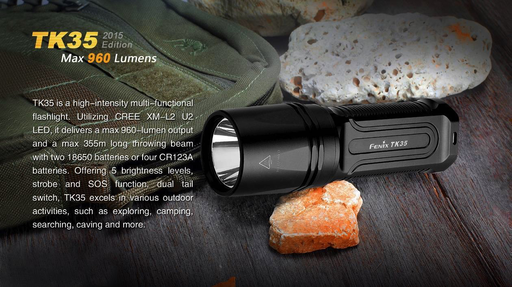 TK35 2015
Edition
Max 960 Lumens
TK35 is a high-intensity multi-functional
flashlight. Utilizing CREE XM-L2 U2
LED, it delivers a max 960-lumen output
and a max 355m long throwing beam
with two 18650 batteries or four CR123A
batteries. Offering 5 brightness levels,
strobe and SOS function, dual tail
switch, TK35 excels in various outdoor
activities, such as exploring, camping,
searching, caving and more.
FENIX TK35